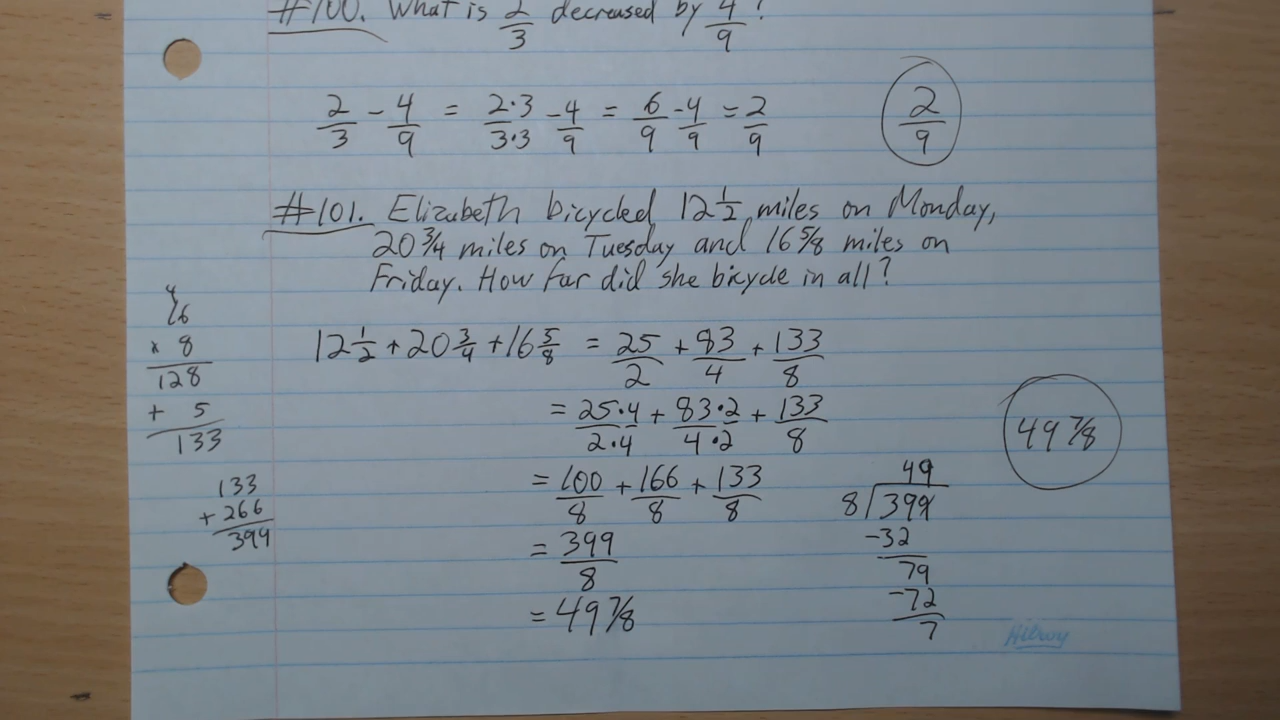 #100. What is 2/3 decreased by 4/9?
2/3 - 4/9 = 2·3/3·3 - 4/9 = 6/9 - 4/9 = 2/9
2/9
#101. Elizabeth bicycled 12 1/2 miles on Monday,
20 3/4 miles on Tuesday and 16 5/8 miles on
Friday. How far did she bicycle in all?
4
16
× 8
128
+ 5
133
133
+ 266
399
12 1/2 + 20 3/4 + 16 5/8 = 25/2 + 83/4 + 133/8
= 25·4/2·4 + 83·2/4·2 + 133/8
= 100/8 + 166/8 + 133/8
= 399/8
= 49 7/8
49
8)399
-32
79
-72
7
49 7/8
Hilroy